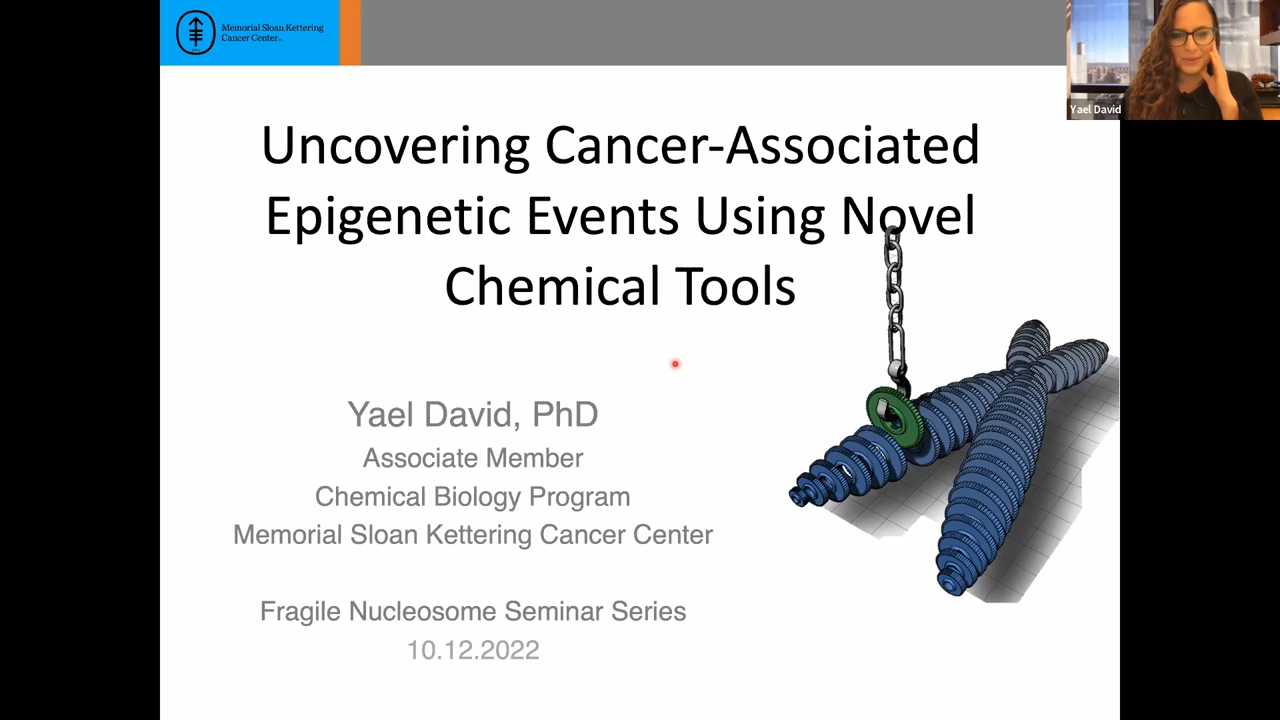 Memorial Sloan Kettering
Cancer Center
Yael David
Uncovering Cancer-Associated
Epigenetic Events Using Novel
Chemical Tools
Yael David, PhD
Associate Member
Chemical Biology Program
Memorial Sloan Kettering Cancer Center
Fragile Nucleosome Seminar Series
10.12.2022